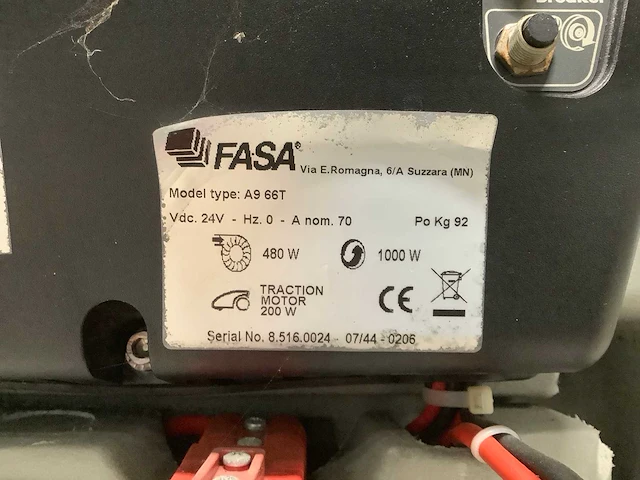 Breaker
FASA® Via E.Romagna, 6/A Suzzara (MN)
Model type: A9 66T
Vdc. 24V - Hz. 0 - A nom. 70 Po Kg 92
480 W 1000 W
TRACTION
MOTOR
200 W
CE
Serial No. 8.516.0024 07/44 - 0206